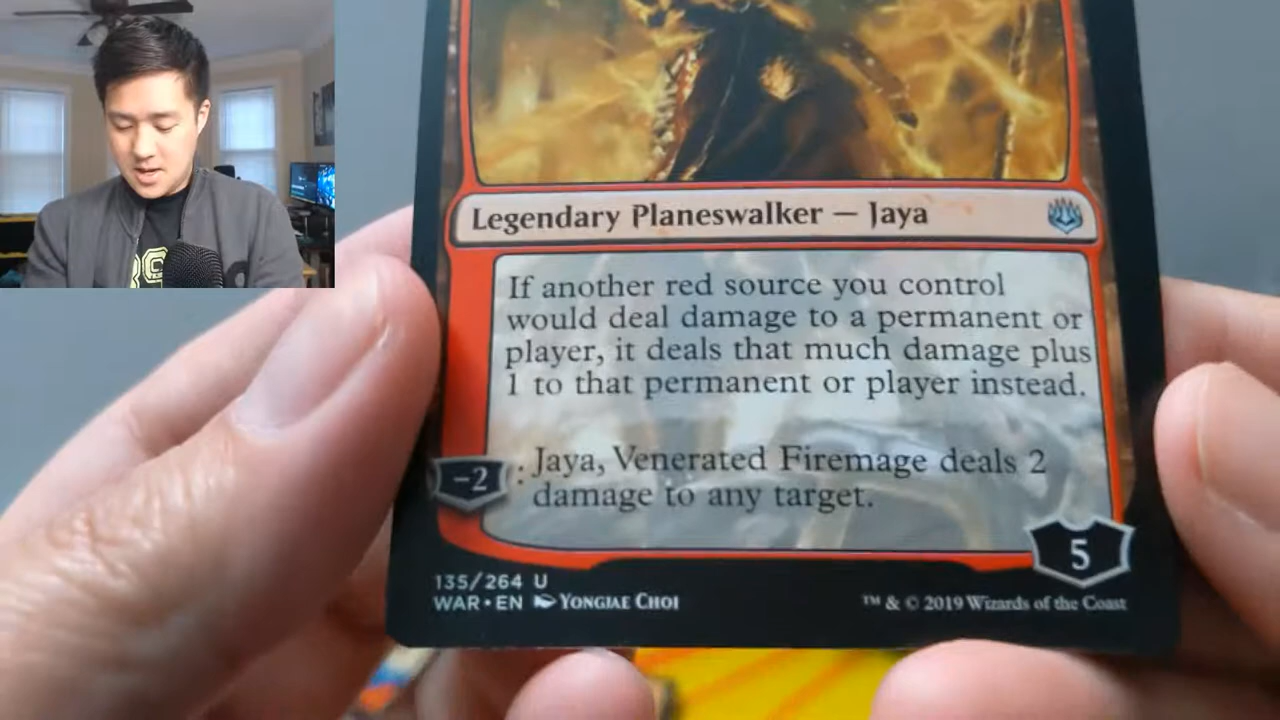 Legendary Planeswalker — Jaya
If another red source you control
would deal damage to a permanent or
player, it deals that much damage plus
1 to that permanent or player instead.
-2 : Jaya, Venerated Firemage deals 2
damage to any target.
5
135/264 U
WAR • EN Yongjae Choi
™ & © 2019 Wizards of the Coast